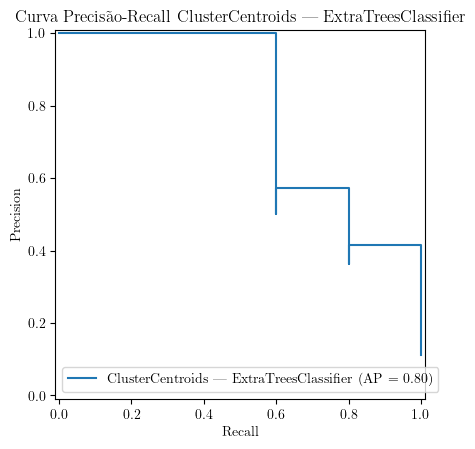 Curva Precisão-Recall ClusterCentroids — ExtraTreesClassifier
1.0
0.8
0.6
0.4
0.2
0.0
Precision
ClusterCentroids — ExtraTreesClassifier (AP = 0.80)
0.0 0.2 0.4 0.6 0.8 1.0
Recall